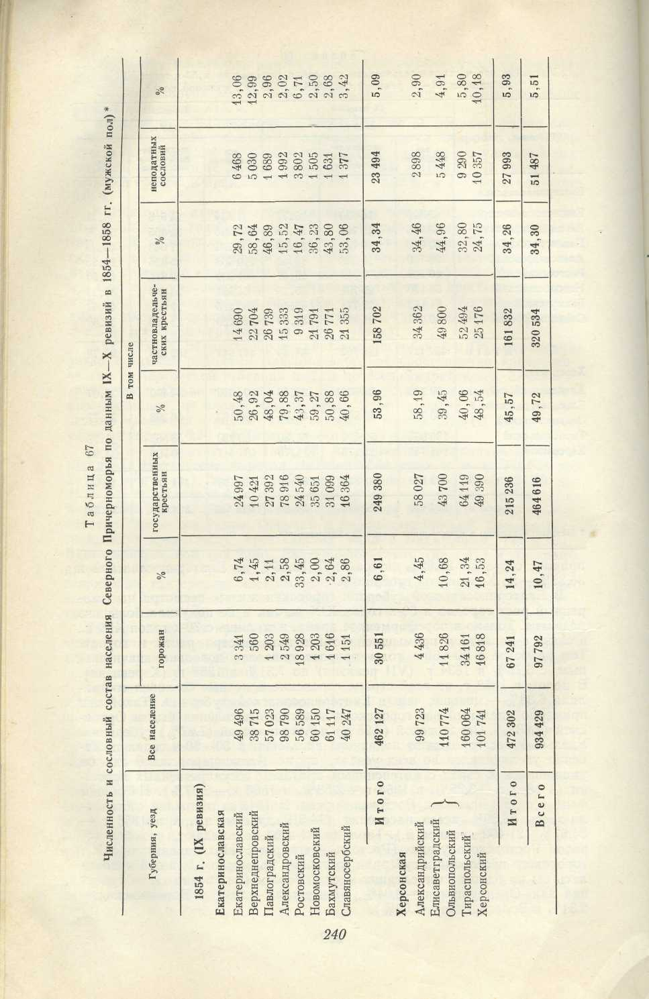 Таблица 67
Численность и сословный состав населения Северного Причерноморья по данным IX—X ревизий в 1854—1858 гг. (мужской пол)*
Губерния, уезд Все население В том числе
горожан % государственных % частновладельче- % неподатных %
крестьян ских крестьян сословий
1854 г. (IX ревизия)
Екатеринославская
Екатеринославский 49 496 3 341 6,74 24 997 50,48 14 690 29,72 6 468 13,06
Верхнеднепровский 38 715 560 1,45 10 421 26,92 22 704 58,64 5 030 12,99
Павлоградский 57 023 1 203 2,11 27 392 48,04 26 739 46,89 1 689 2,96
Александровский 98 790 2 549 2,58 78 916 79,88 15 333 15,52 1 992 2,02
Ростовский 56 589 18 928 33,45 24 540 43,37 9 319 16,47 3 802 6,71
Новомосковский 60 150 1 203 2,00 35 651 59,27 21 791 36,23 1 505 2,50
Бахмутский 61 117 1 616 2,64 31 099 50,88 26 771 43,80 1 631 2,68
Славяносербский 40 247 1 151 2,86 16 364 40,66 21 355 53,06 1 377 3,42
Итого 462 127 30 551 6,61 249 380 53,96 158 702 34,34 23 494 5,09
Херсонская
Александрийский 99 723 4 436 4,45 58 027 58,19 34 362 34,46 2 898 2,90
Елисаветградский } 110 774 11 826 10,68 43 700 39,45 49 800 44,96 5 448 4,91
Ольвиопольский
Тираспольский 160 064 34 161 21,34 64 119 40,06 52 494 32,80 9 290 5,80
Херсонский 101 741 16 818 16,53 49 390 48,54 25 176 24,75 10 357 10,18
Итого 472 302 67 241 14,24 215 236 45,57 161 832 34,26 27 993 5,93
Всего 934 429 97 792 10,47 464 616 49,72 320 534 34,30 51 487 5,51
240